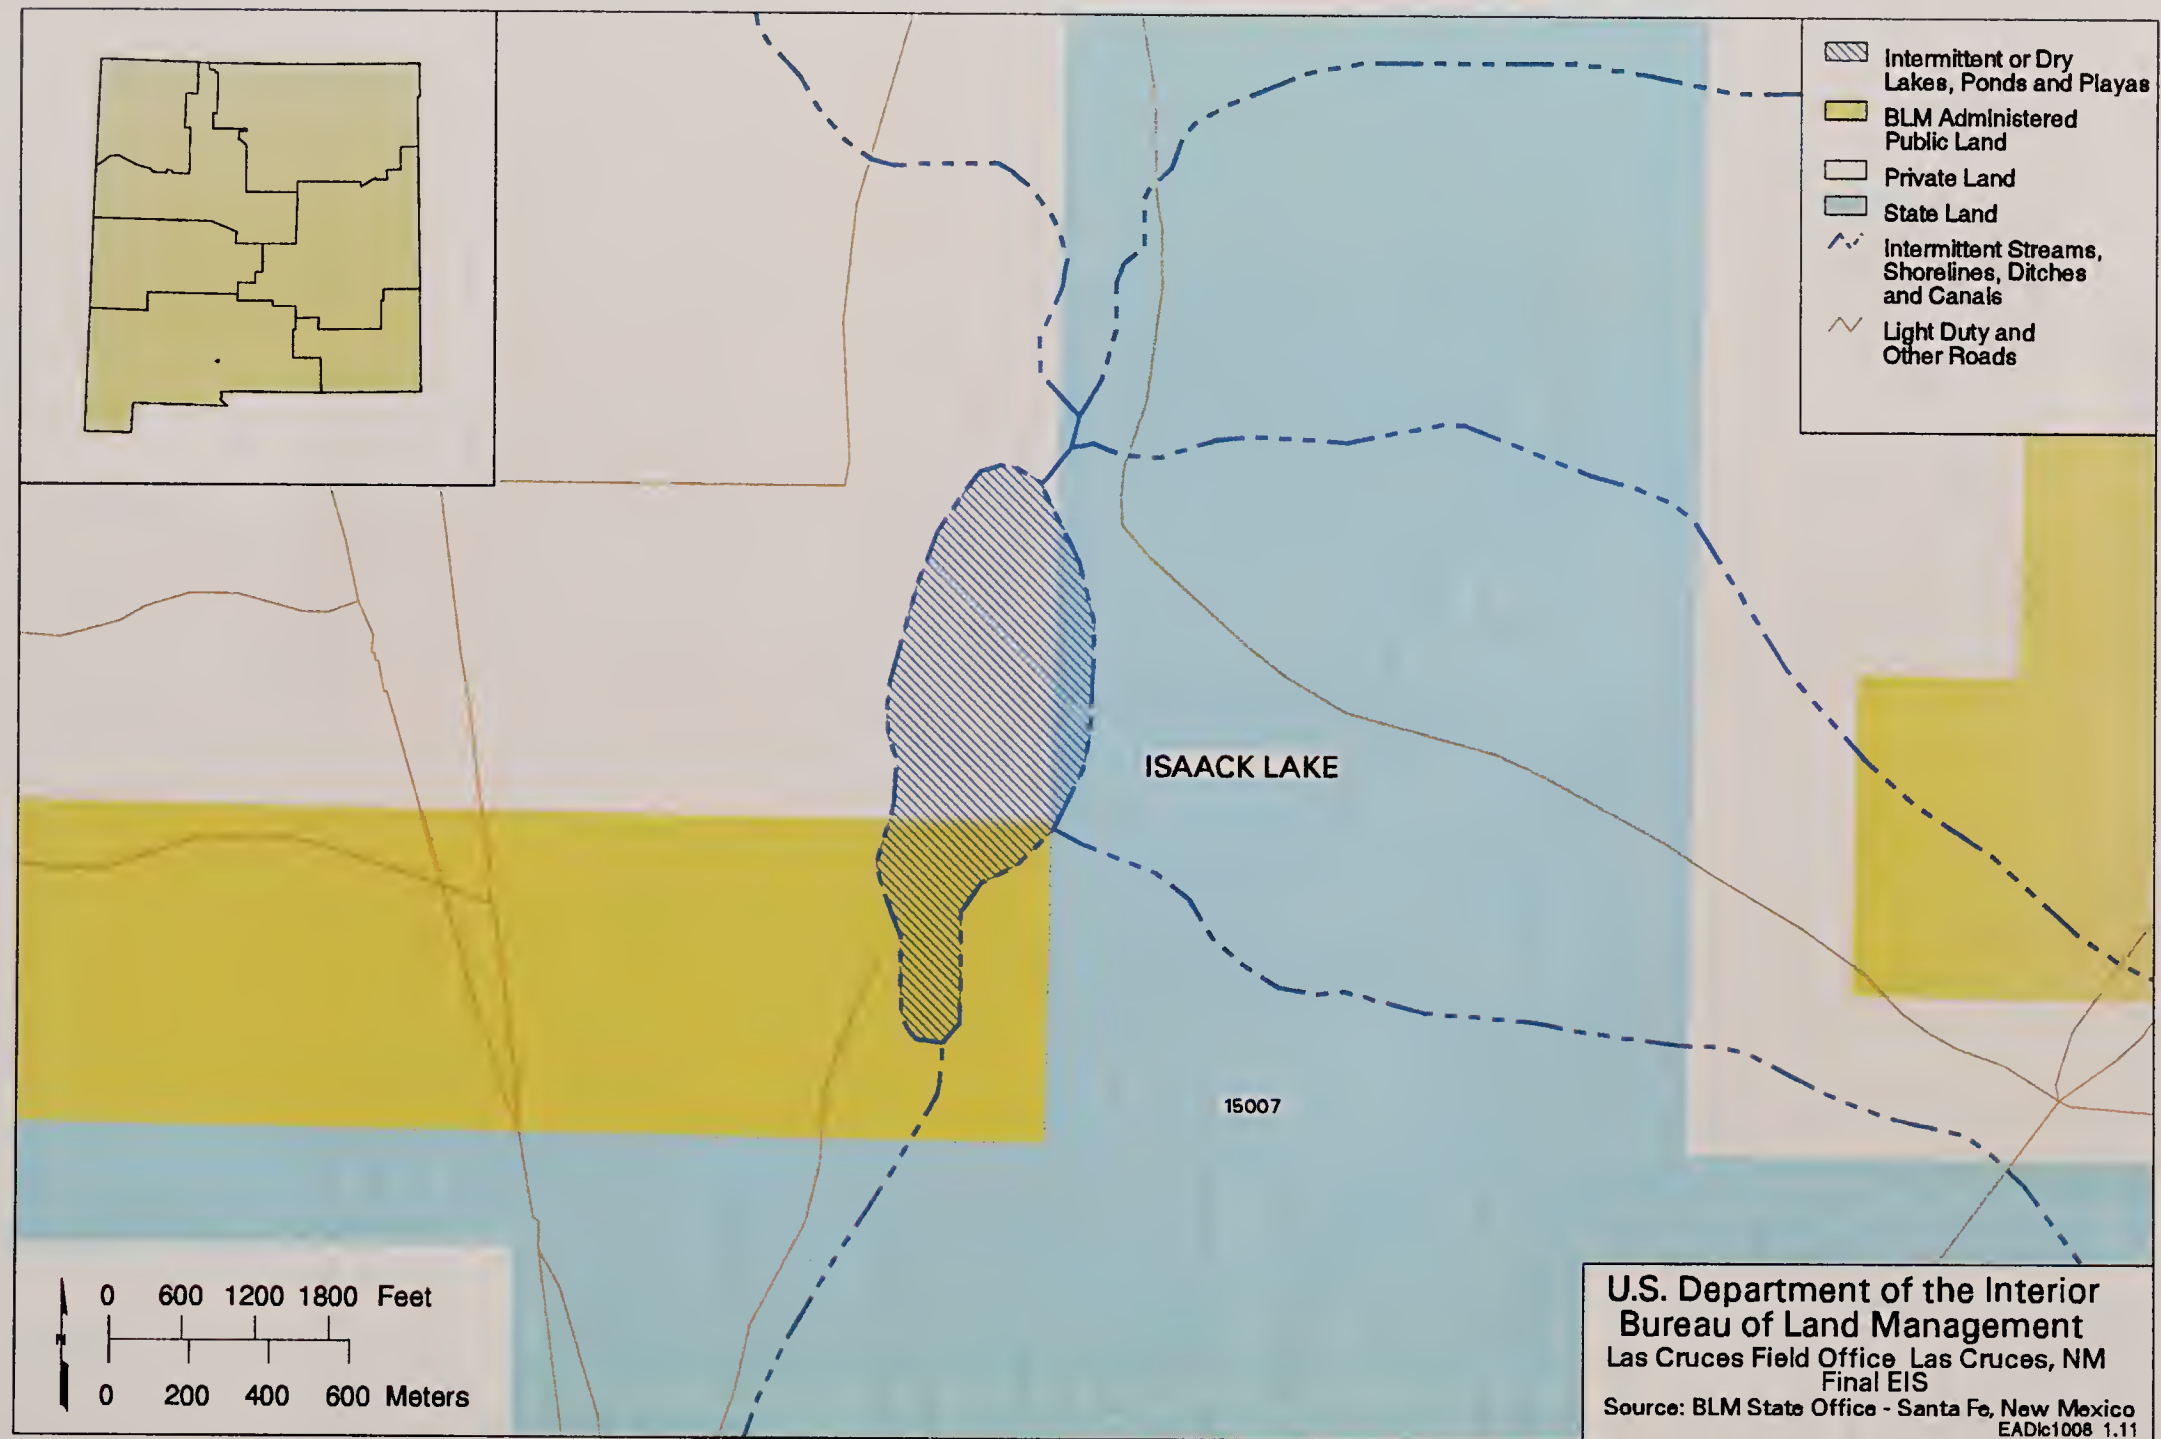 Intermittent or Dry
Lakes, Ponds and Playas
BLM Administered
Public Land
Private Land
State Land
Intermittent Streams,
Shorelines, Ditches
and Canals
Light Duty and
Other Roads
ISAACK LAKE
15007
0 600 1200 1800 Feet
N
0 200 400 600 Meters
U.S. Department of the Interior
Bureau of Land Management
Las Cruces Field Office Las Cruces, NM
Final EIS
Source: BLM State Office - Santa Fe, New Mexico
EADlc1008 1.11